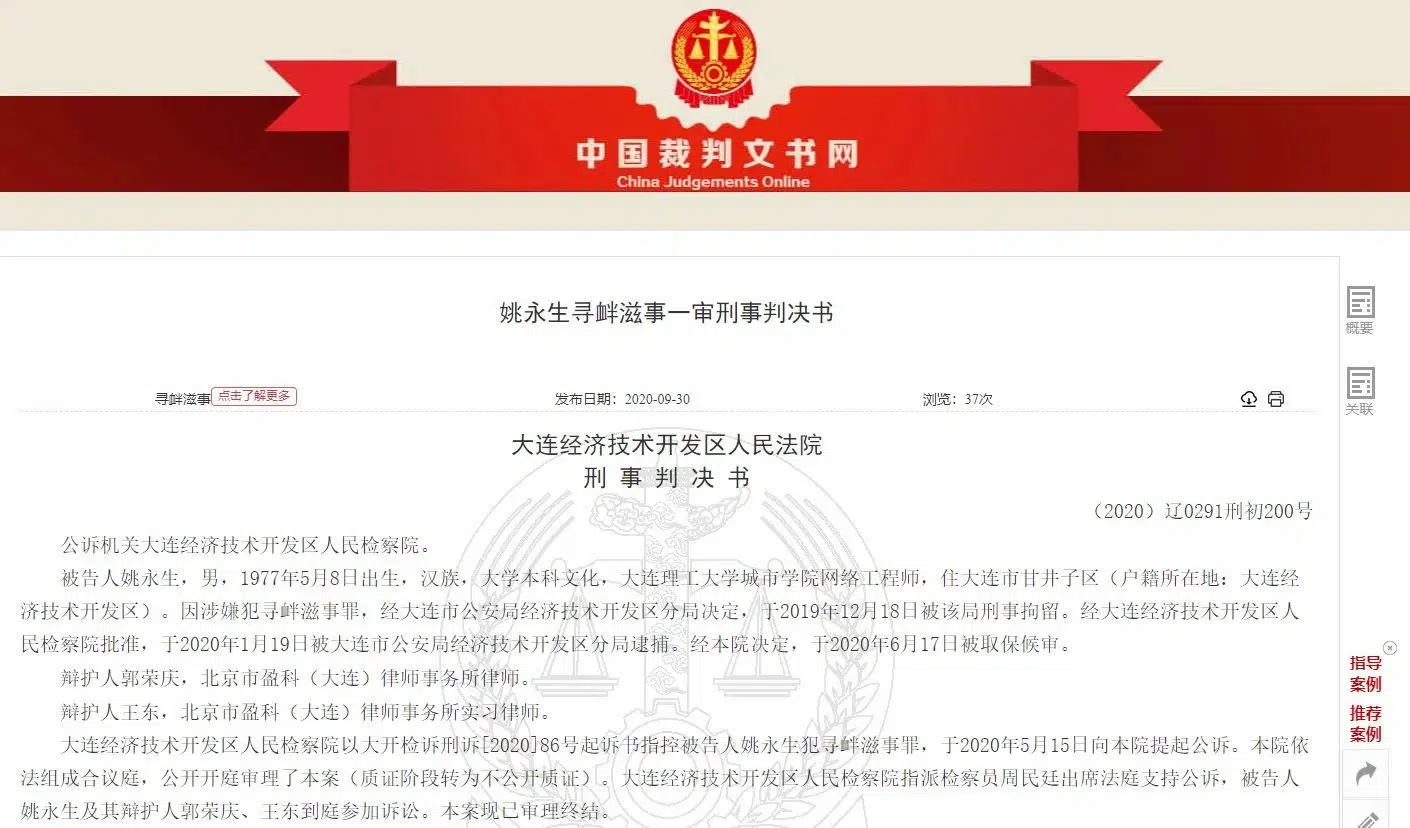 中国裁判文书网
China Judgements Online
姚永生寻衅滋事一审刑事判决书
概要
寻衅滋事 点击了解更多 发布日期：2020-09-30 浏览：37次
关联
大连经济技术开发区人民法院
刑事判决书
（2020）辽0291刑初200号
公诉机关大连经济技术开发区人民检察院。
被告人姚永生，男，1977年5月8日出生，汉族，大学本科文化，大连理工大学城市学院网络工程师，住大连市甘井子区（户籍所在地：大连经
济技术开发区）。因涉嫌犯寻衅滋事罪，经大连市公安局经济技术开发区分局决定，于2019年12月18日被该局刑事拘留。经大连经济技术开发区人
民检察院批准，于2020年1月19日被大连市公安局经济技术开发区分局逮捕。经本院决定，于2020年6月17日被取保候审。
辩护人郭荣庆，北京市盈科（大连）律师事务所律师。
辩护人王东，北京市盈科（大连）律师事务所实习律师。
大连经济技术开发区人民检察院以大开检诉刑诉[2020]86号起诉书指控被告人姚永生犯寻衅滋事罪，于2020年5月15日向本院提起公诉。本院依
法组成合议庭，公开开庭审理了本案（质证阶段转为不公开质证）。大连经济技术开发区人民检察院指派检察员周民廷出席法庭支持公诉，被告人
姚永生及其辩护人郭荣庆、王东到庭参加诉讼。本案现已审理终结。
指导
案例
推荐
案例